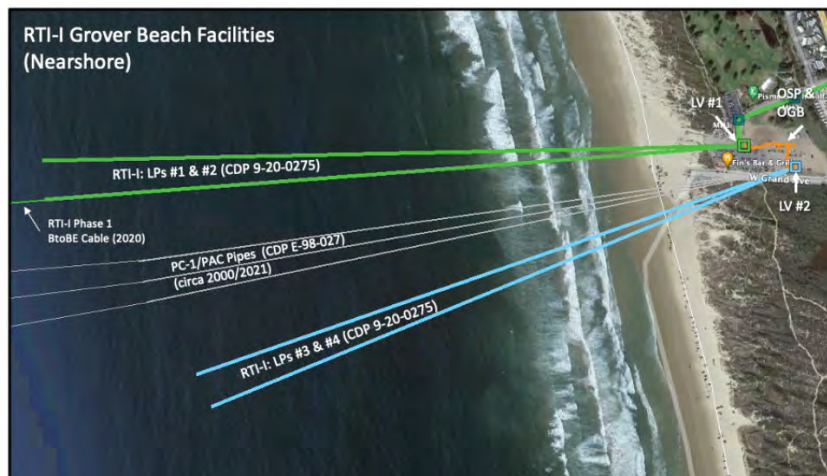 RTI-I Grover Beach Facilities
(Nearshore)
OSP &
OGB
LV #1
Fin's Bar & Gril
W Grand Ave
LV #2
RTI-I: LPs #1 & #2 (CDP 9-20-0275)
RTI-I Phase 1
BtoBE Cable (2020)
PC-1/PAC Pipes (CDP E-98-027)
(circa 2000/2021)
RTI-I: LPs #3 & #4 (CDP 9-20-0275)